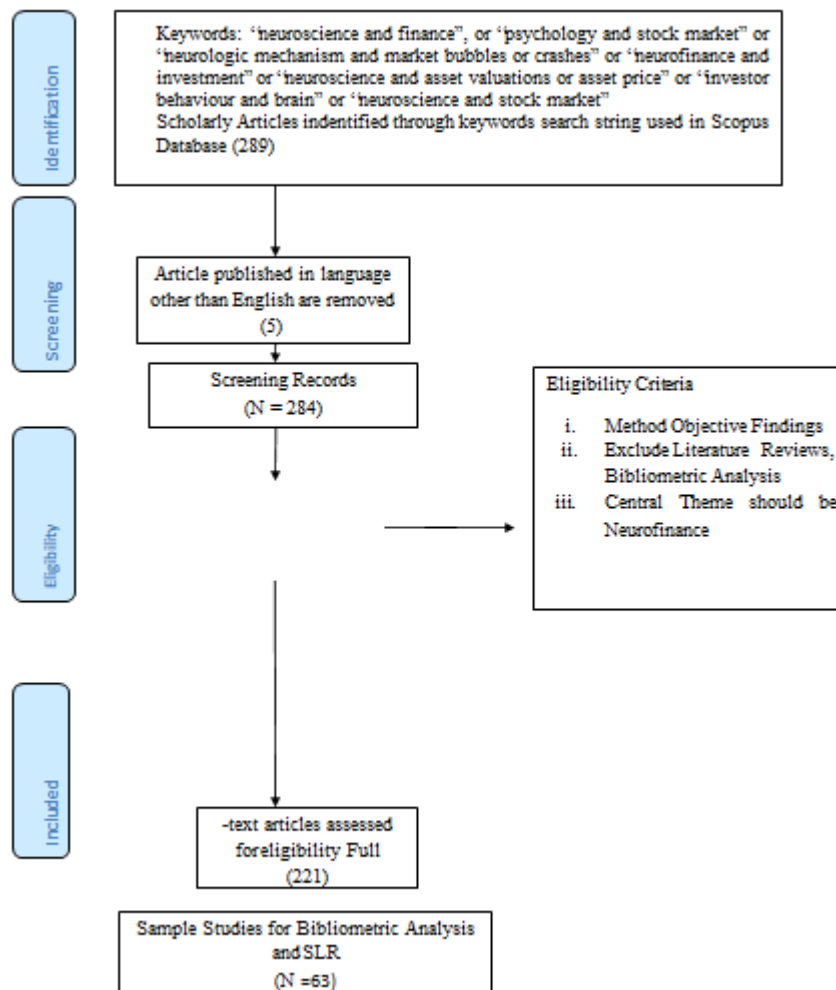 Identification
Keywords: "neuroscience and finance", or "psychology and stock market" or
"neurologic mechanism and market bubbles or crashes" or "neurofinance and
investment" or "neuroscience and asset valuations or asset price" or "investor
behaviour and brain" or "neuroscience and stock market"
Scholarly Articles indentified through keywords search string used in Scopus
Database (289)
Screening
Article published in language
other than English are removed
(5)
Screening Records
(N = 284)
Eligibility
Eligibility Criteria
i. Method Objective Findings
ii. Exclude Literature Reviews,
Bibliometric Analysis
iii. Central Theme should be
Neurofinance
Included
-text articles assessed
foreligibility Full
(221)
Sample Studies for Bibliometric Analysis
and SLR
(N =63)